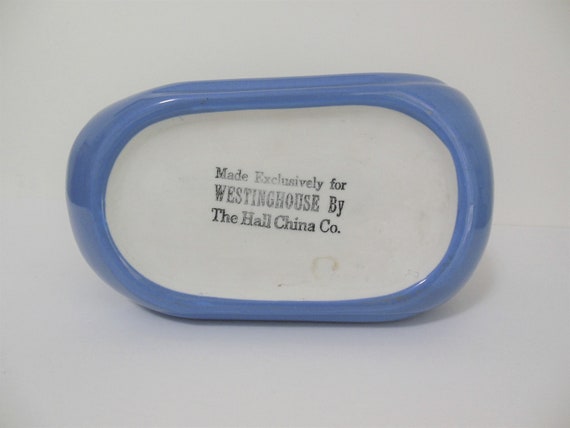 Made Exclusively for
WESTINGHOUSE By
The Hall China Co.